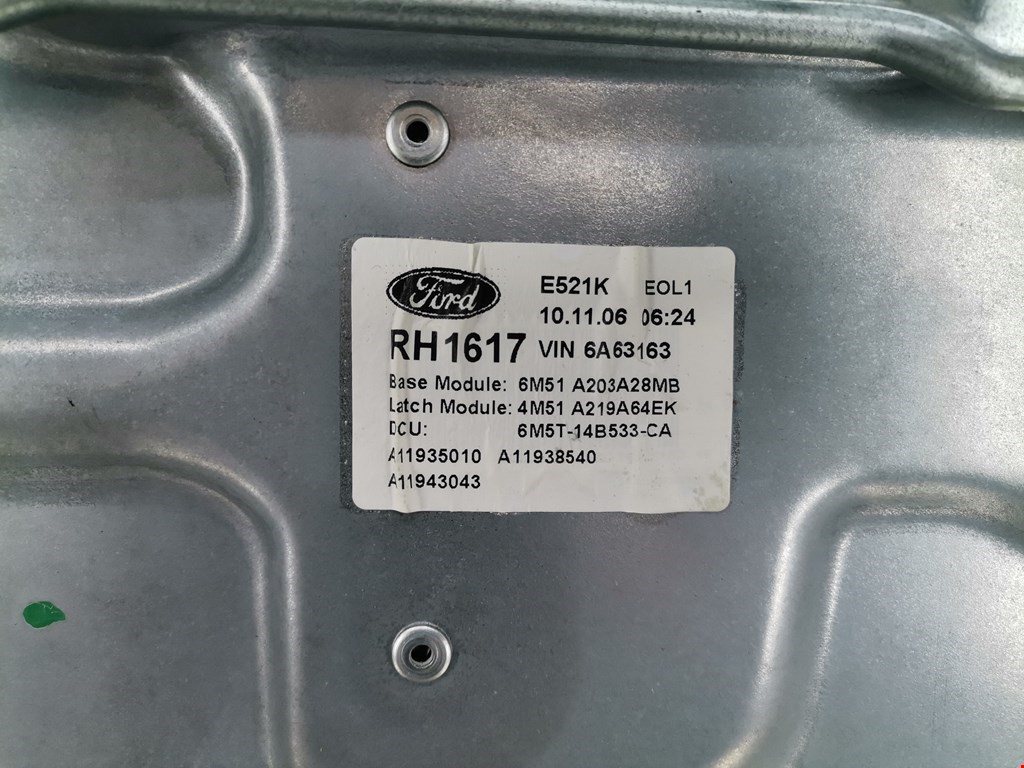 Ford E521K EOL1
10.11.06 06:24
RH1617 VIN 6A63163
Base Module: 6M51 A203A28MB
Latch Module: 4M51 A219A64EK
DCU: 6M5T-14B533-CA
A11935010 A11938540
A11943043